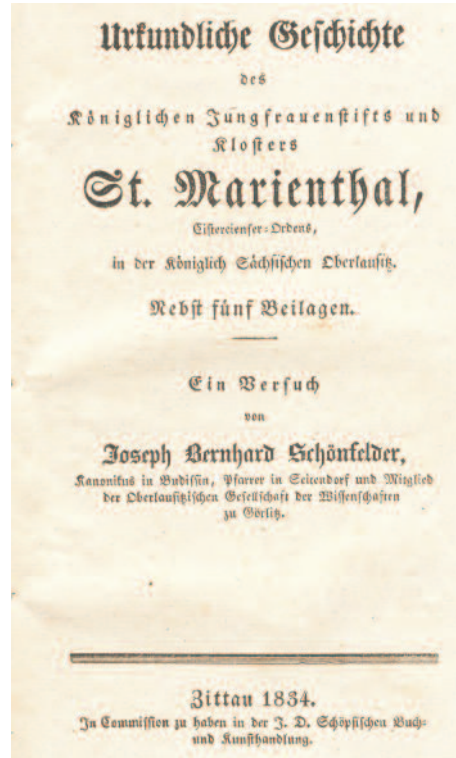 Urkundliche Geschichte
des
Königlichen Jungfrauenstifts und
Klosters
St. Marienthal,
Cistercienser-Ordens,
in der Königlich Sächsischen Oberlausitz.
Nebst fünf Beilagen.
Ein Versuch
von
Joseph Bernhard Schönfelder,
Kanonikus in Budissin, Pfarrer in Seitendorf und Mitglied
der Oberlausitzischen Gesellschaft der Wissenschaften
zu Görlitz.
Zittau 1834.
In Commission zu haben in der J. D. Schöpsischen Buch-
und Kunsthandlung.